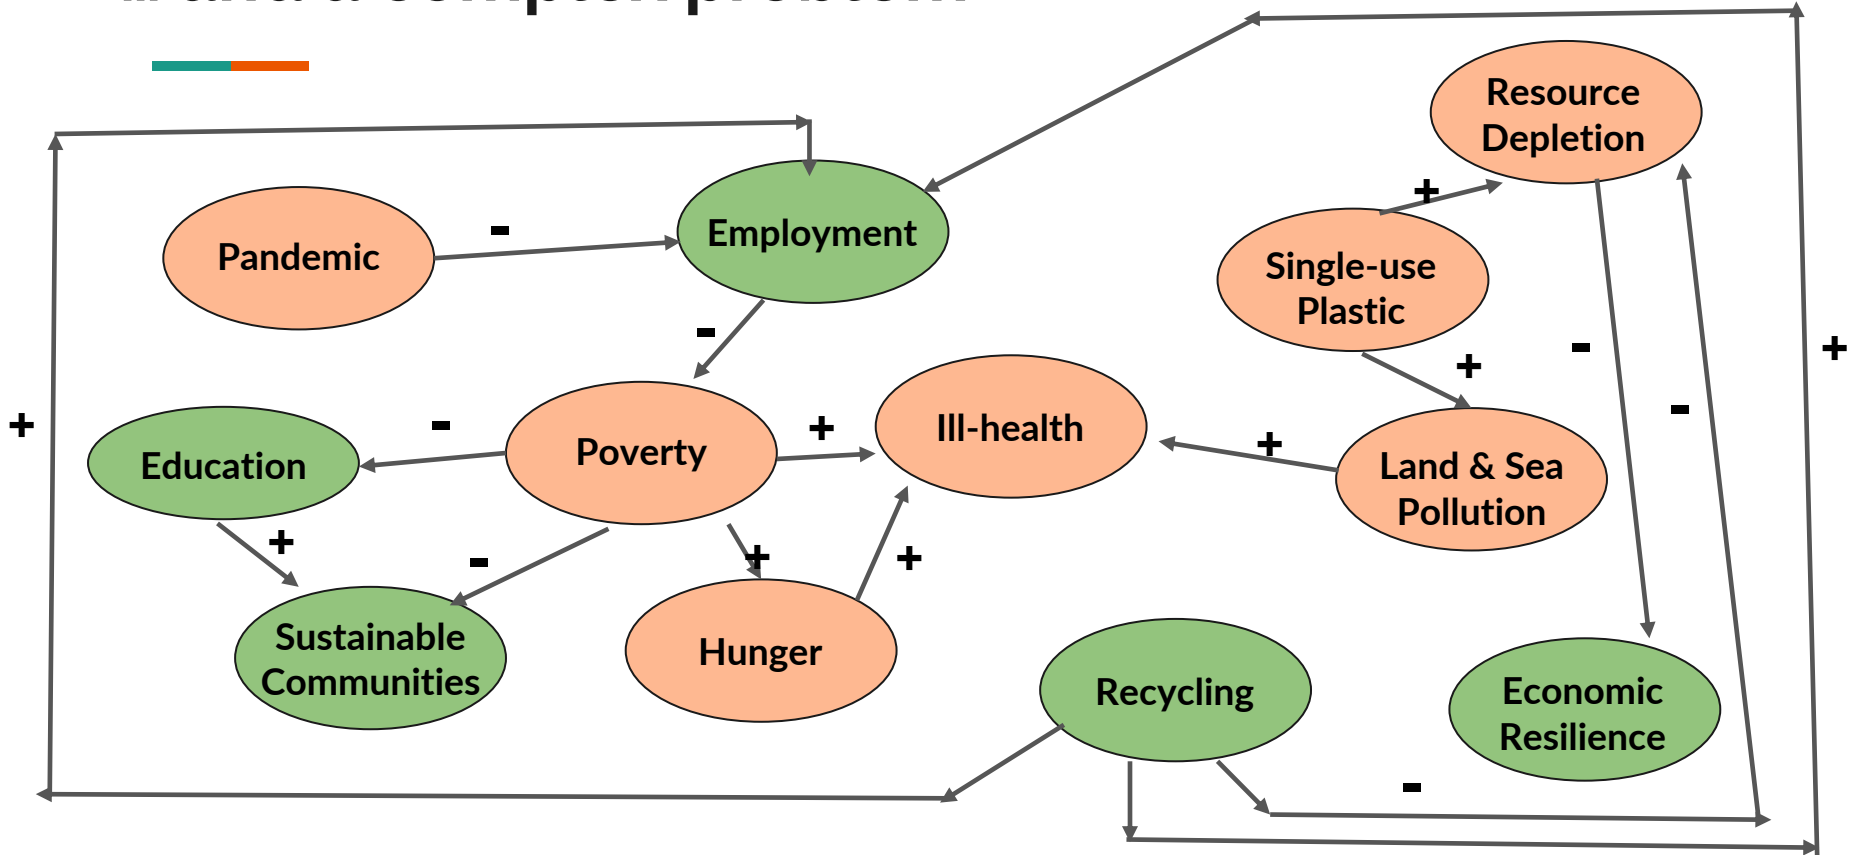 Resource
Depletion
+
Employment
Pandemic
-
Single-use
Plastic
-
-
+
+
+
-
Ill-health
+
-
+
Education
Poverty
+
Land & Sea
Pollution
+
-
+
+
Sustainable
Communities
Hunger
Recycling
Economic
Resilience
-